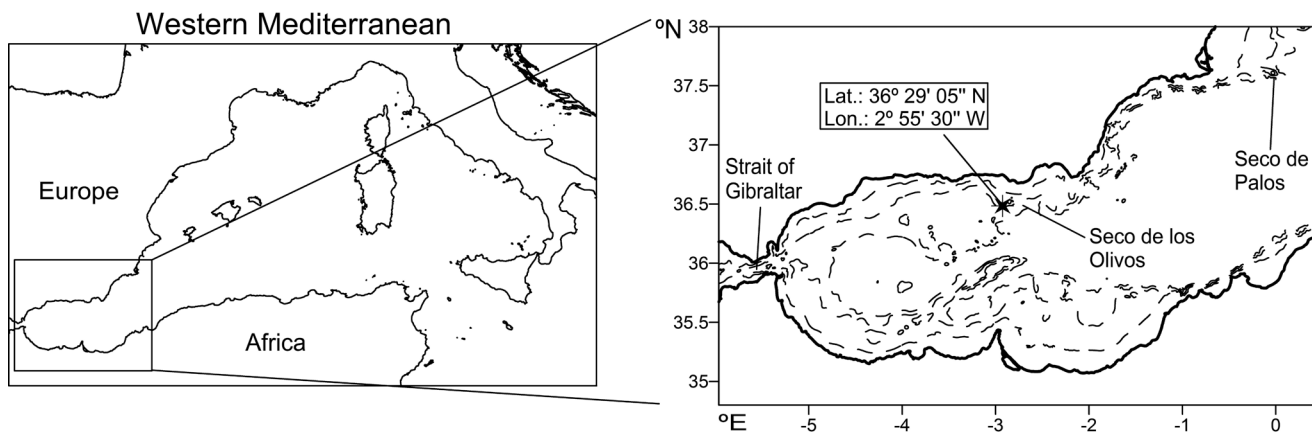 Western Mediterranean
Europe
Africa
ºN
38
37.5
37
36.5
36
35.5
35
Lat.: 36º 29' 05" N
Lon.: 2º 55' 30" W
Strait of
Gibraltar
Seco de los
Olivos
Seco de
Palos
ºE
-5
-4
-3
-2
-1
0